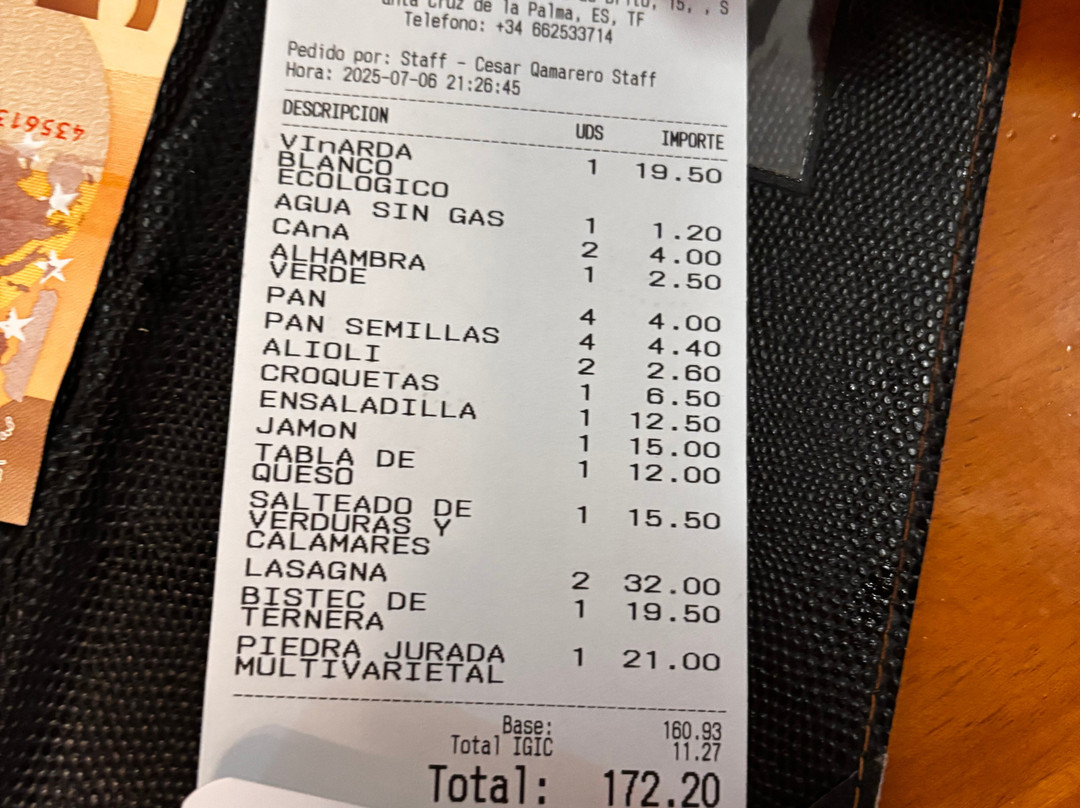 Cruz de la Palma, ES, TF
Telefono: +34 662533714
Pedido por: Staff - Cesar Qamarero Staff
Hora: 2025-07-06 21:26:45
DESCRIPCION UDS IMPORTE
VInARDA 1 19.50
BLANCO
ECOLOGICO
AGUA SIN GAS 1 1.20
CAnA 2 4.00
ALHAMBRA 1 2.50
VERDE
PAN 4 4.00
PAN SEMILLAS 4 4.40
ALIOLI 2 2.60
CROQUETAS 1 6.50
ENSALADILLA 1 12.50
JAMoN 1 15.00
TABLA DE 1 12.00
QUESO
SALTEADO DE 1 15.50
VERDURAS Y
CALAMARES
LASAGNA 2 32.00
BISTEC DE 1 19.50
TERNERA
PIEDRA JURADA 1 21.00
MULTIVARIETAL
Base: 160.93
Total IGIC 11.27
Total: 172.20